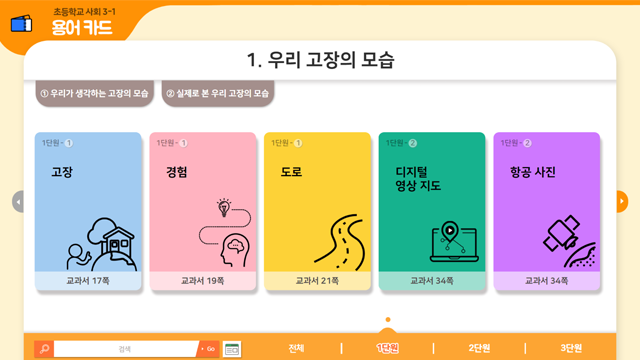 초등학교 사회 3-1
용어 카드
1. 우리 고장의 모습
① 우리가 생각하는 고장의 모습
② 실제로 본 우리 고장의 모습
1단원 - 1
고장
교과서 17쪽
1단원 - 1
경험
교과서 19쪽
1단원 - 1
도로
교과서 21쪽
1단원 - 2
디지털
영상 지도
교과서 34쪽
1단원 - 2
항공 사진
교과서 34쪽
검색
Go
전체
1단원
2단원
3단원